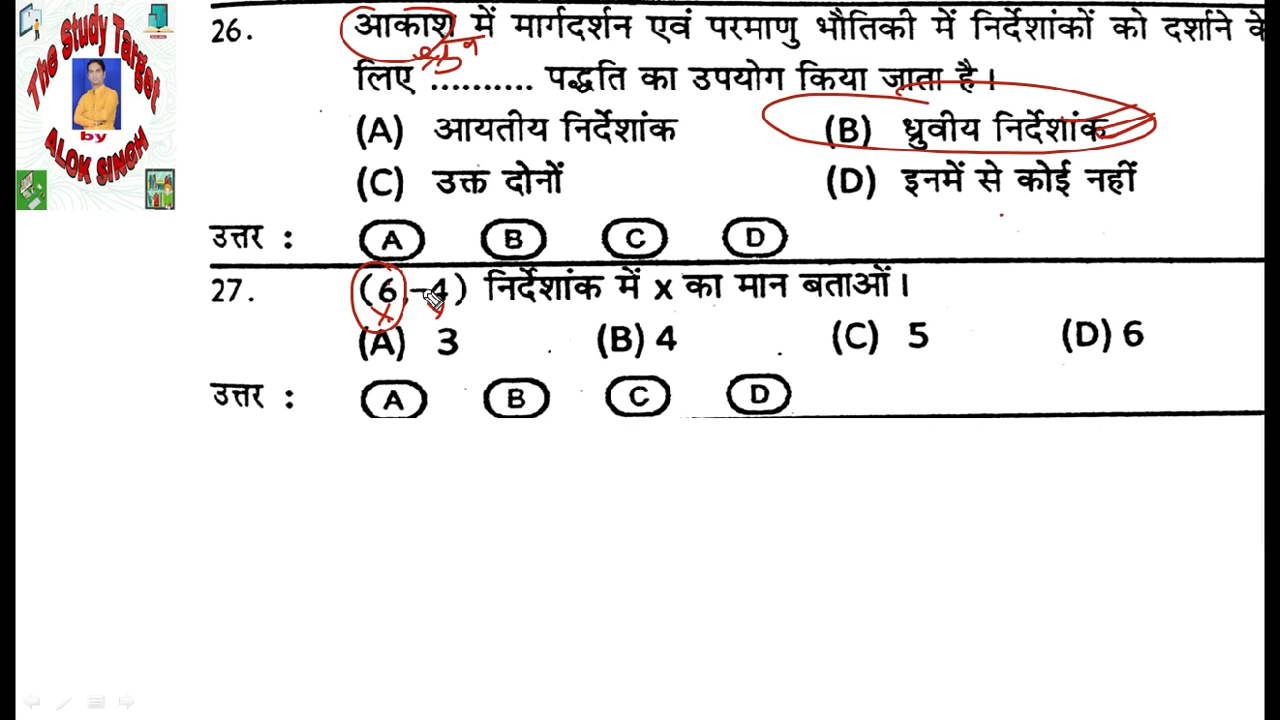 The Study Target
by
ALOK SINGH
26. आकाश में मार्गदर्शन एवं परमाणु भौतिकी में निर्देशांकों को दर्शाने के
लिए .......... पद्धति का उपयोग किया जाता है।
(A) आयतीय निर्देशांक (B) ध्रुवीय निर्देशांक
(C) उक्त दोनों (D) इनमें से कोई नहीं
उत्तर : A B C D
27. (6, –4) निर्देशांक में x का मान बताओं।
x y
(A) 3 (B) 4 (C) 5 (D) 6
उत्तर : A B C D